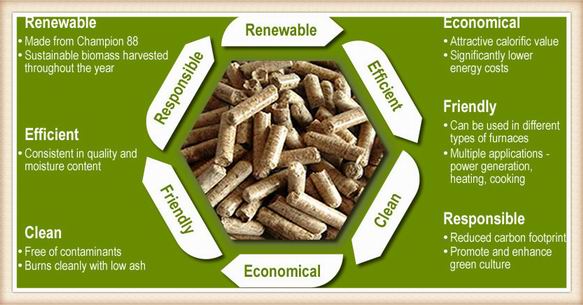 Renewable
• Made from Champion 88
• Sustainable biomass harvested
throughout the year
Efficient
• Consistent in quality and
moisture content
Clean
• Free of contaminants
• Burns cleanly with low ash
Renewable
Efficient
Clean
Economical
Friendly
Responsible
Economical
• Attractive calorific value
• Significantly lower
energy costs
Friendly
• Can be used in different
types of furnaces
• Multiple applications -
power generation,
heating, cooking
Responsible
• Reduced carbon footprint
• Promote and enhance
green culture